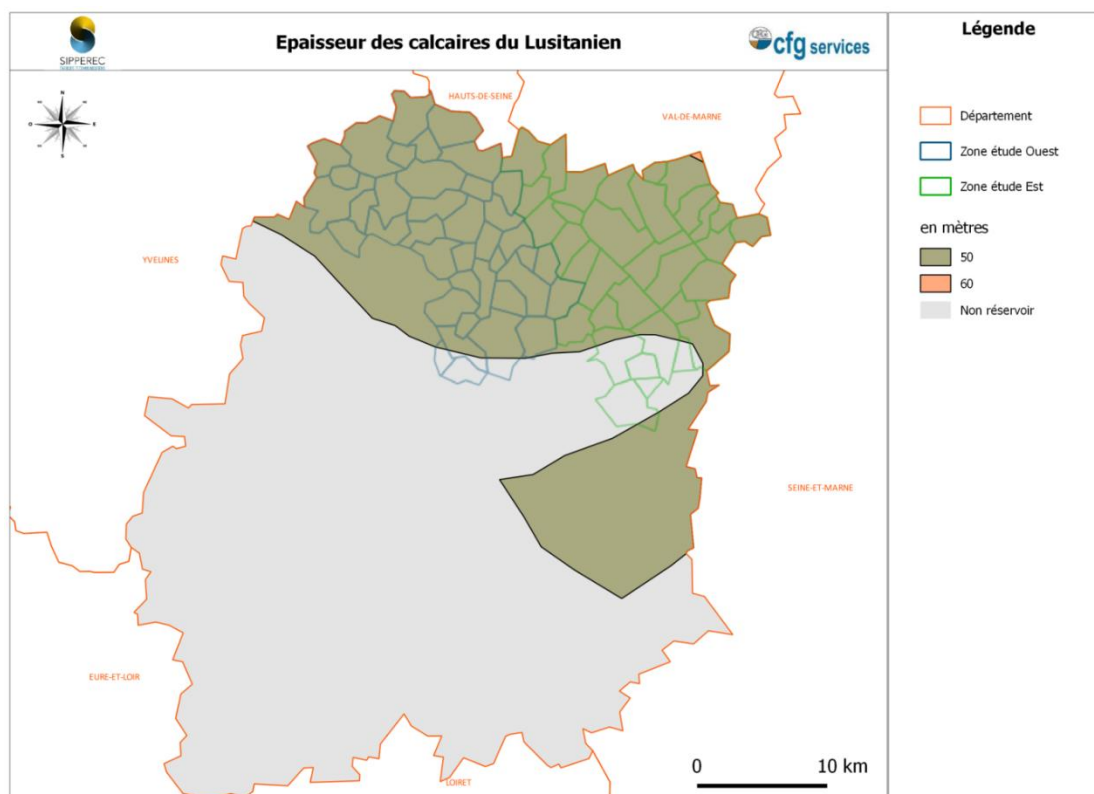 SIPPEREC
Epaisseur des calcaires du Lusitanien
cfg services
Légende
N
O
E
S
HAUTS-DE-SEINE
VAL-DE-MARNE
YVELINES
SEINE-ET-MARNE
EURE-ET-LOIR
LOIRET
Département
Zone étude Ouest
Zone étude Est
en mètres
50
60
Non réservoir
0 10 km